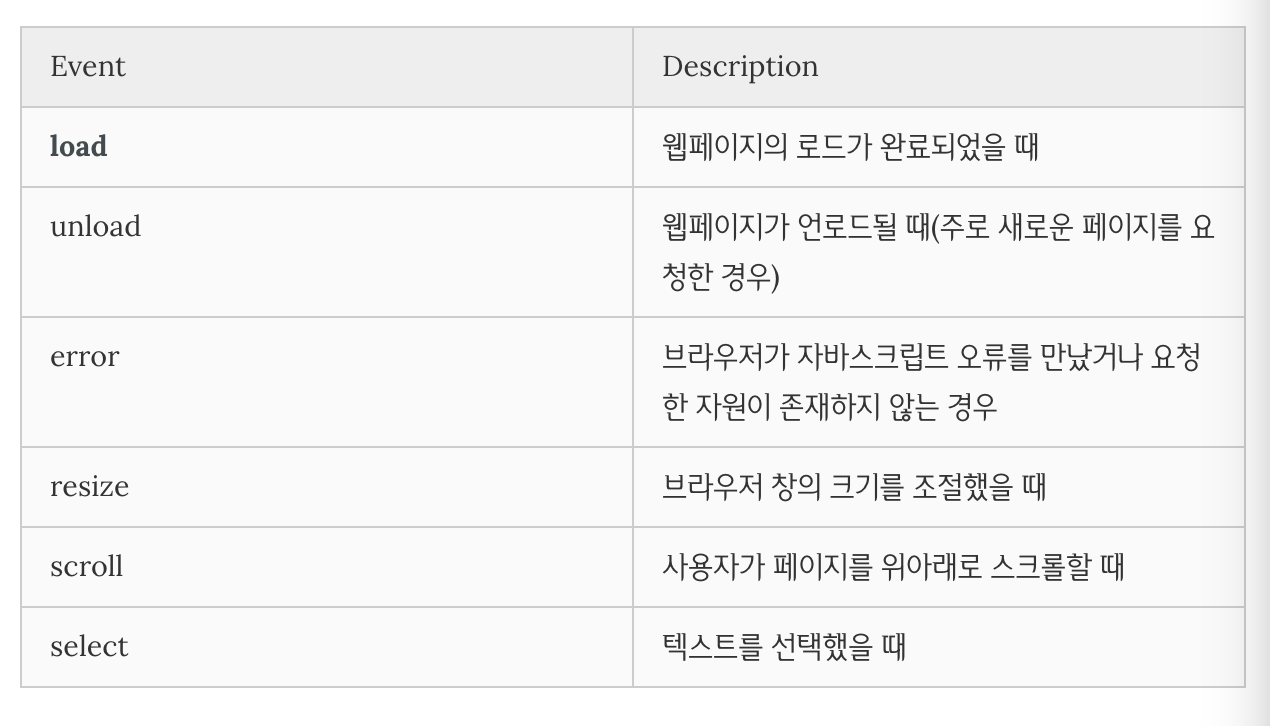 Event Description
load 웹페이지의 로드가 완료되었을 때
unload 웹페이지가 언로드될 때(주로 새로운 페이지를 요
청한 경우)
error 브라우저가 자바스크립트 오류를 만났거나 요청
한 자원이 존재하지 않는 경우
resize 브라우저 창의 크기를 조절했을 때
scroll 사용자가 페이지를 위아래로 스크롤할 때
select 텍스트를 선택했을 때